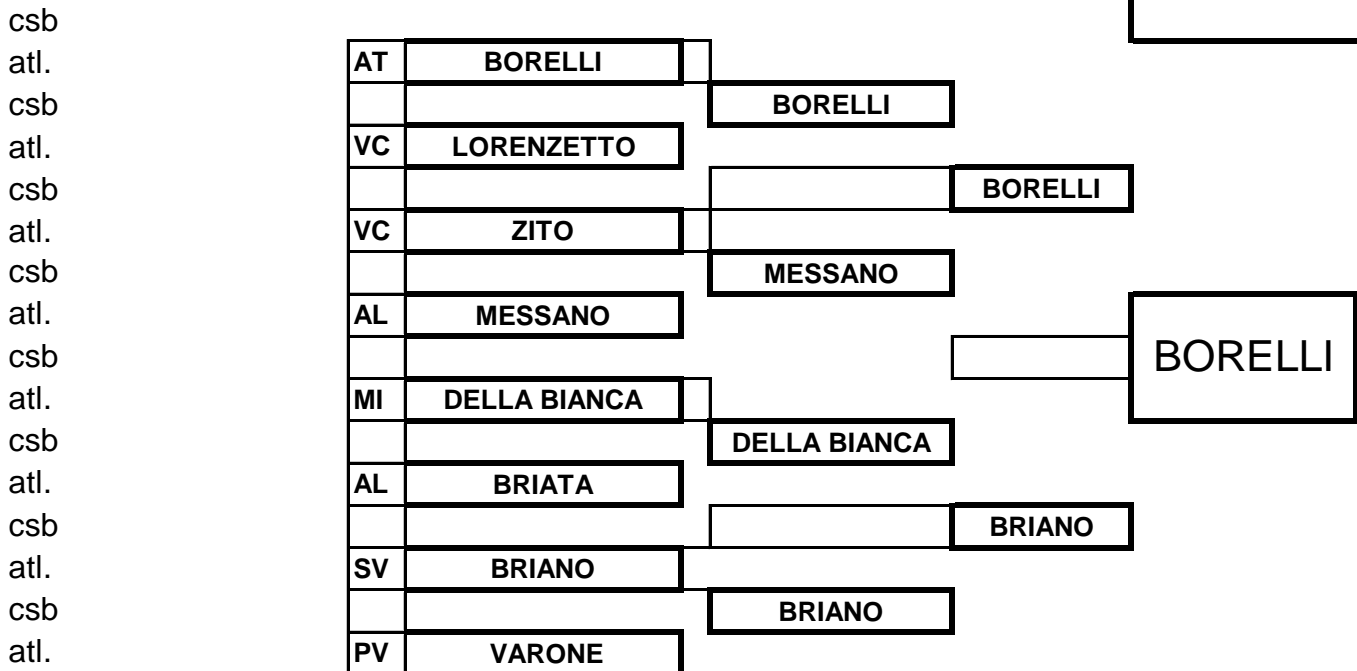 csb
atl. AT BORELLI
csb BORELLI
atl. VC LORENZETTO
csb BORELLI
atl. VC ZITO
csb MESSANO
atl. AL MESSANO
csb BORELLI
atl. MI DELLA BIANCA
csb DELLA BIANCA
atl. AL BRIATA
csb BRIANO
atl. SV BRIANO
csb BRIANO
atl. PV VARONE